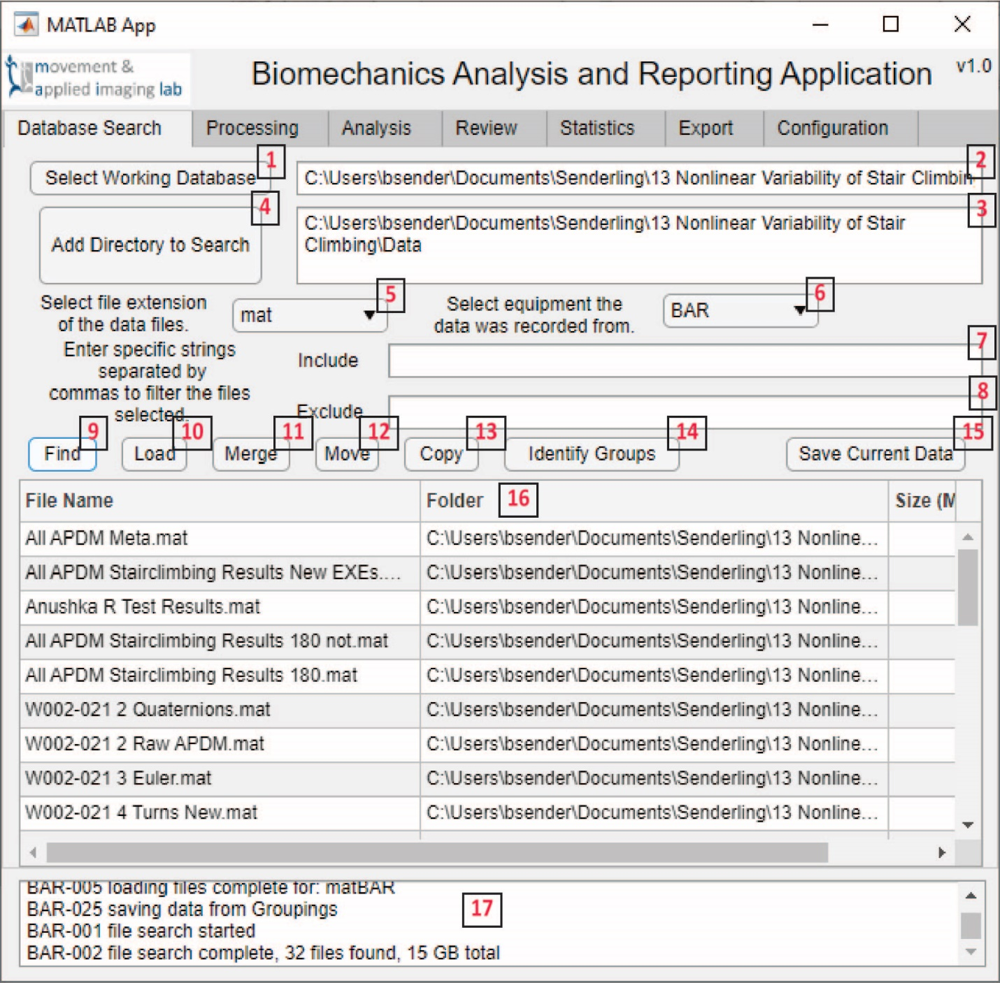 MATLAB App
movement &
applied imaging lab
Biomechanics Analysis and Reporting Application
v1.0
Database Search
Processing
Analysis
Review
Statistics
Export
Configuration
1
2
Select Working Database
C:\Users\bsender\Documents\Senderling\13 Nonlinear Variability of Stair Climbin
4
3
Add Directory to Search
C:\Users\bsender\Documents\Senderling\13 Nonlinear Variability of Stair
Climbing\Data
5
6
Select file extension
of the data files.
mat
Select equipment the
data was recorded from.
BAR
Enter specific strings
separated by
commas to filter the files
selected.
Include
7
Exclude
8
9
10
11
12
13
14
15
Find
Load
Merge
Move
Copy
Identify Groups
Save Current Data
File Name
Folder
16
Size (M
All APDM Meta.mat
C:\Users\bsender\Documents\Senderling\13 Nonline...
All APDM Stairclimbing Results New EXEs....
C:\Users\bsender\Documents\Senderling\13 Nonline...
Anushka R Test Results.mat
C:\Users\bsender\Documents\Senderling\13 Nonline...
All APDM Stairclimbing Results 180 not.mat
C:\Users\bsender\Documents\Senderling\13 Nonline...
All APDM Stairclimbing Results 180.mat
C:\Users\bsender\Documents\Senderling\13 Nonline...
W002-021 2 Quaternions.mat
C:\Users\bsender\Documents\Senderling\13 Nonline...
W002-021 2 Raw APDM.mat
C:\Users\bsender\Documents\Senderling\13 Nonline...
W002-021 3 Euler.mat
C:\Users\bsender\Documents\Senderling\13 Nonline...
W002-021 4 Turns New.mat
C:\Users\bsender\Documents\Senderling\13 Nonline...
BAR-005 loading files complete for: matBAR
BAR-025 saving data from Groupings
17
BAR-001 file search started
BAR-002 file search complete, 32 files found, 15 GB total